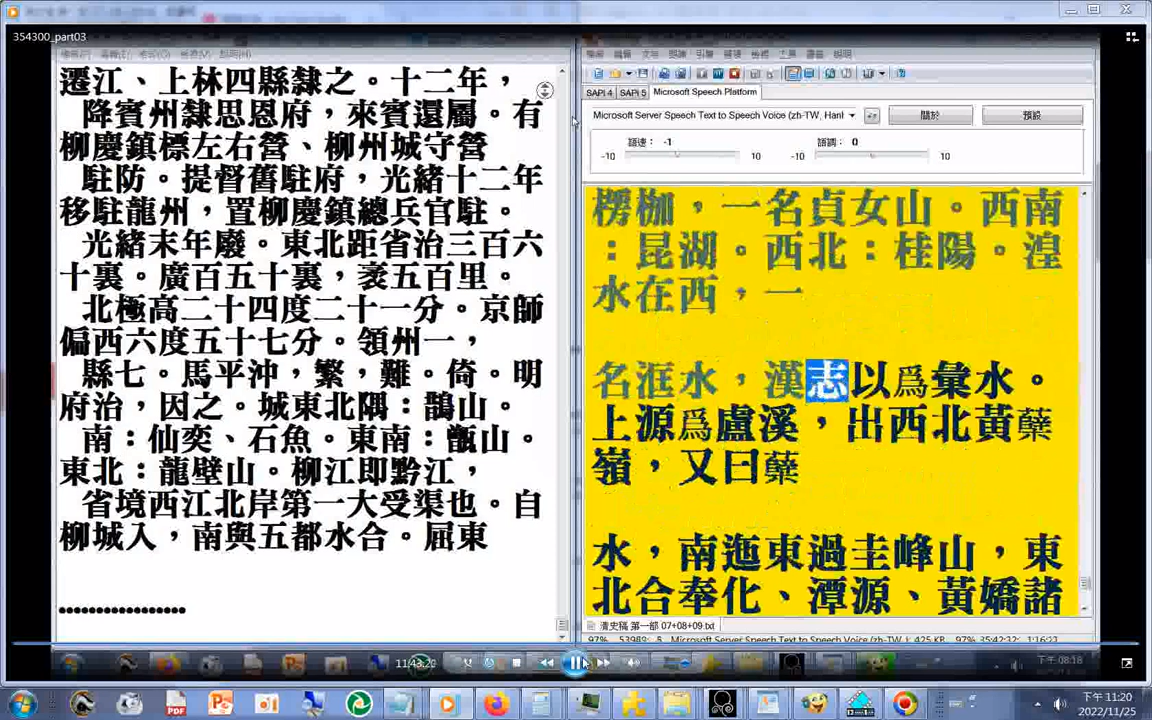 354300_part03
遷江、上林四縣隸之。十二年，
降賓州隸思恩府，來賓還屬。有
柳慶鎮標左右營、柳州城守營
駐防。提督舊駐府，光緒十二年
移駐龍州，置柳慶鎮總兵官駐。
光緒末年廢。東北距省治三百六
十裏。廣百五十裏，袤五百里。
北極高二十四度二十一分。京師
偏西六度五十七分。領州一，
縣七。馬平沖，繁，難。倚。明
府治，因之。城東北隅：鵲山。
南：仙奕、石魚。東南：甑山。
東北：龍壁山。柳江即黔江，
省境西江北岸第一大受渠也。自
柳城入，南與五都水合。屈東
•••••••••••••••••
SAPI 4 SAPI 5 Microsoft Speech Platform
Microsoft Server Speech Text to Speech Voice (zh-TW, Hanl 關於 預設
語速： -1 語調： 0
-10 10 -10 10
楞枷，一名貞女山。西南
：昆湖。西北：桂陽。湟
水在西，一
名洭水，漢志以爲彙水。
上源爲盧溪，出西北黃蘗
嶺，又曰蘗
水，南迤東過圭峰山，東
北合奉化、潭源、黃嬌諸
清史稿 第一部 07+08+09.txt
11:43:20
下午 08:18
下午 11:20
2022/11/25